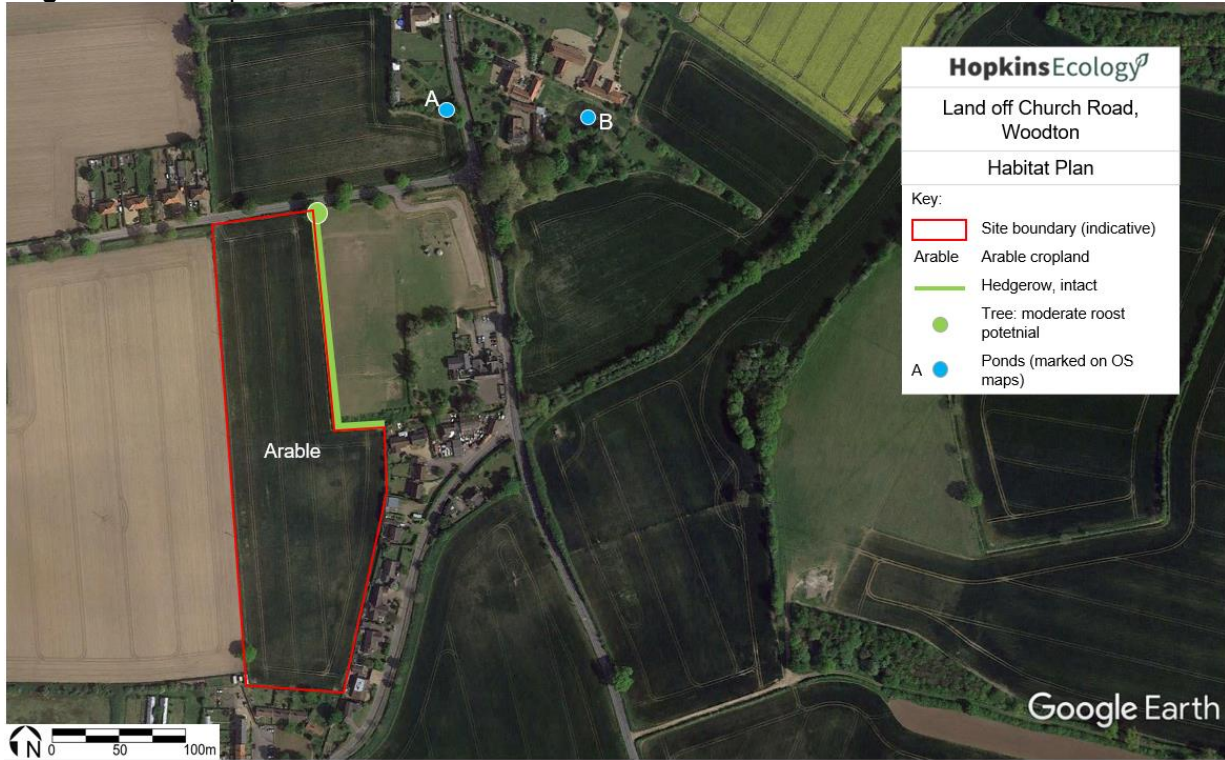 A
B
Arable
HopkinsEcology
Land off Church Road,
Woodton
Habitat Plan
Key:
Site boundary (indicative)
Arable Arable cropland
Hedgerow, intact
Tree: moderate roost
potetnial
A Ponds (marked on OS
maps)
Google Earth
N 0 50 100m